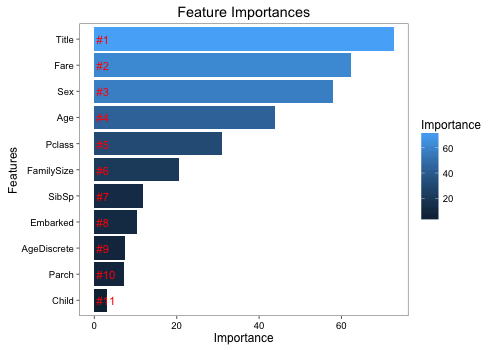 Feature Importances
Title #1
Fare #2
Sex #3
Age #4
Pclass #5
FamilySize #6
SibSp #7
Embarked #8
AgeDiscrete #9
Parch #10
Child #11
0 20 40 60
Importance
Features
Importance
60
40
20